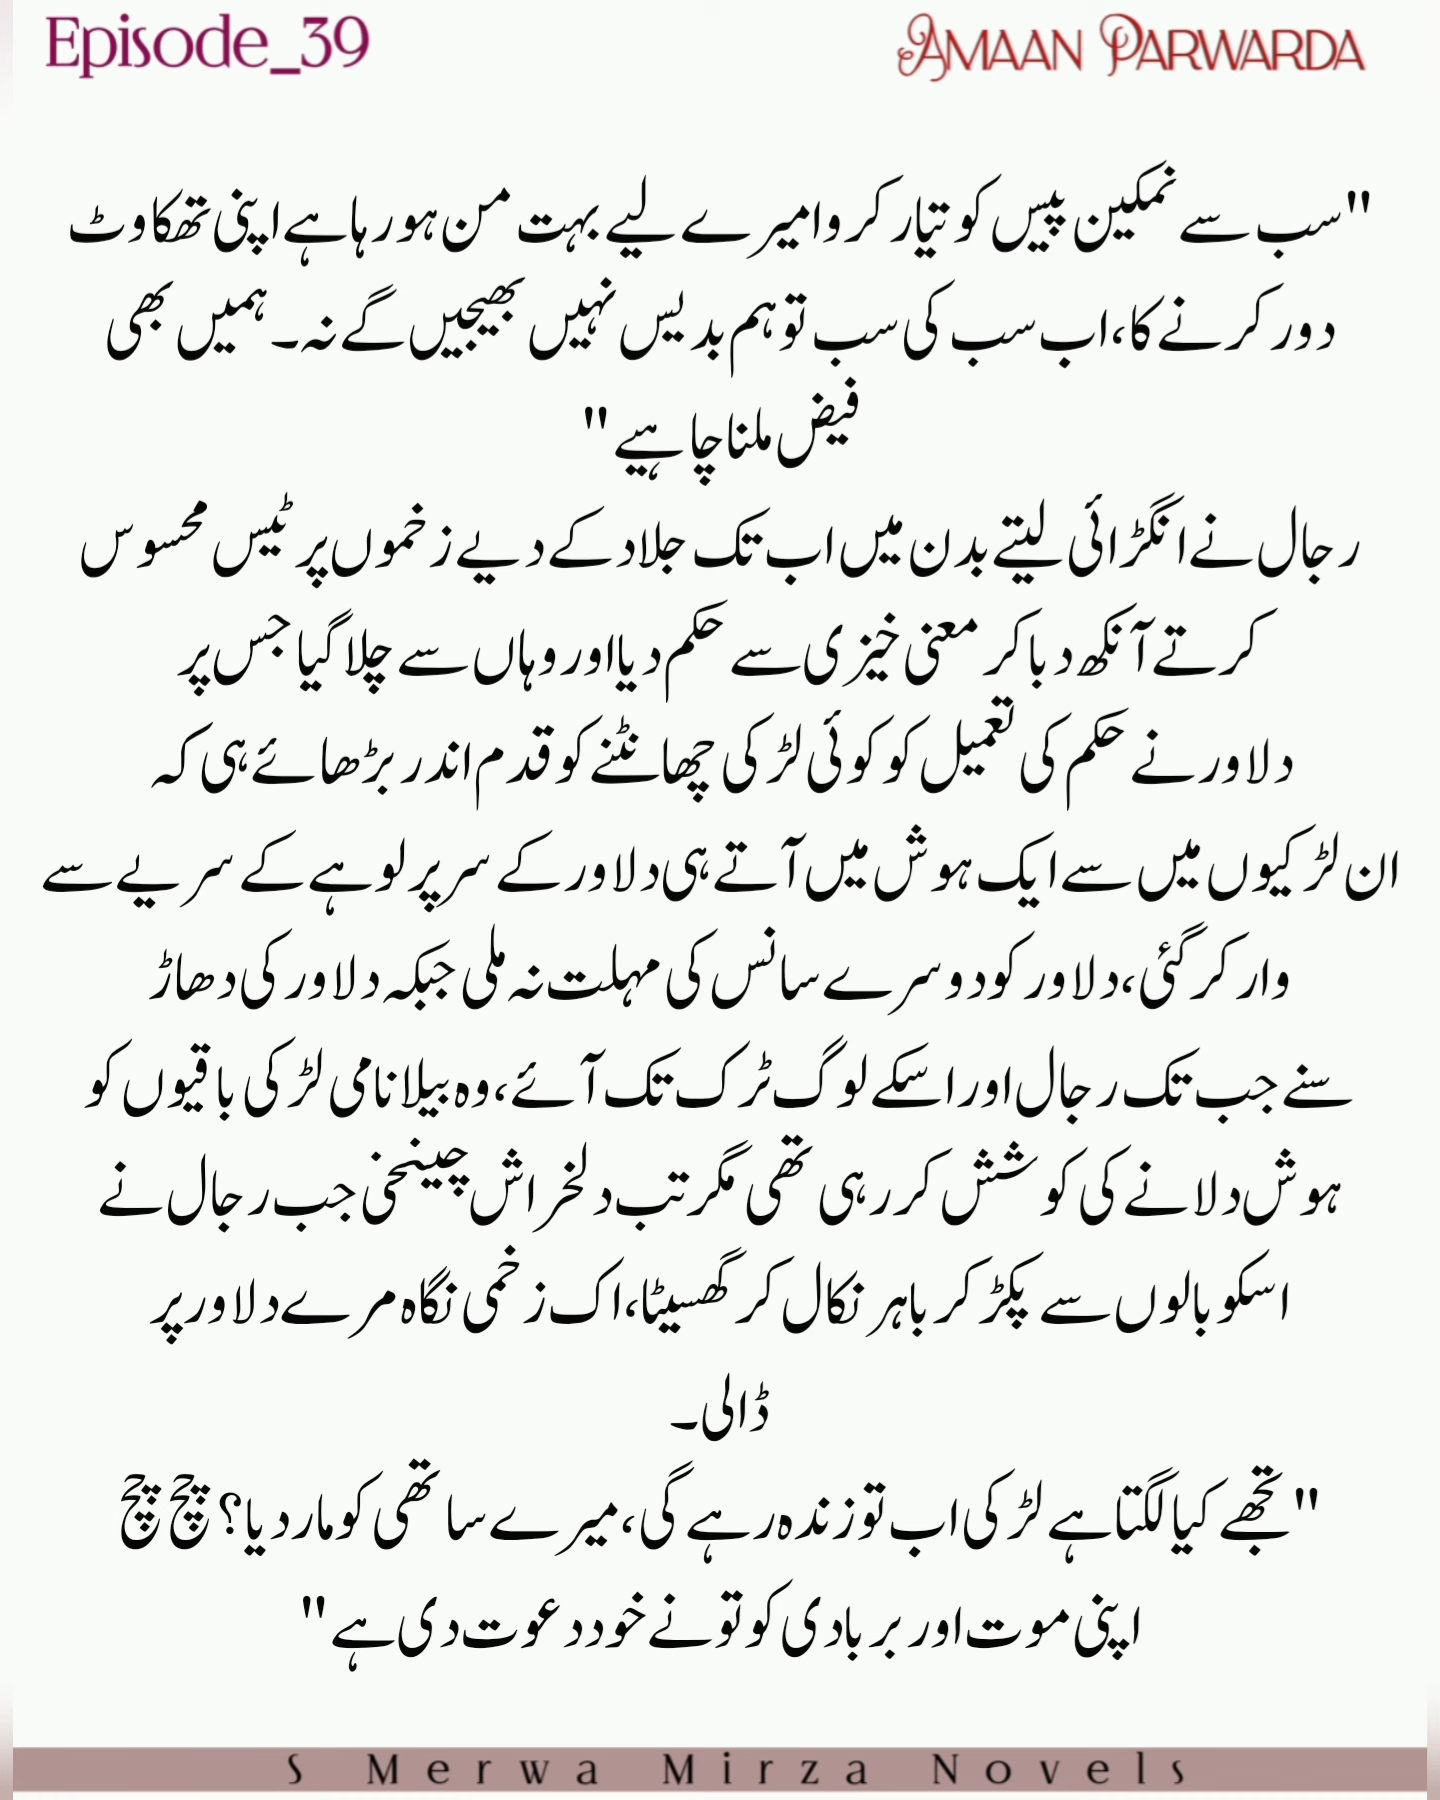 Episode_39
AMAAN PARWARDA
"سب سے نمکین پیس کو تیار کرو امیرے لیے بہت من ہو رہا ہے اپنی تھکاوٹ
دور کرنے کا، اب سب کی سب تو ہم بدیس نہیں بھیجیں گے نہ۔ ہمیں بھی
فیض ملنا چاہیے"
رجال نے انگڑائی لیتے بدن میں اب تک جلاد کے دیے زخموں پر ٹیس محسوس
کرتے آنکھ دبا کر معنی خیزی سے حکم دیا اور وہاں سے چلا گیا جس پر
دلاور نے حکم کی تعمیل کو کوئی لڑکی چھانٹنے کو قدم اندر بڑھائے ہی کہ
ان لڑکیوں میں سے ایک ہوش میں آتے ہی دلاور کے سر پر لوہے کے سریے سے
وار کر گئی، دلاور کو دوسرے سانس کی مہلت نہ ملی جبکہ دلاور کی دھاڑ
سنے جب تک رجال اور اسکے لوگ ٹرک تک آئے، وہ بیلا نامی لڑکی باقیوں کو
ہوش دلانے کی کوشش کر رہی تھی مگر تب دلخراش چینخی جب رجال نے
اسکو بالوں سے پکڑ کر باہر نکال کر گھسیٹا، اک زخمی نگاہ مرے دلاور پر
ڈالی۔
"تجھے کیا لگتا ہے لڑکی اب تو زندہ رہے گی، میرے ساتھی کو مار دیا؟ چچ چچ
اپنی موت اور بربادی کو تو نے خود دعوت دی ہے"
S Merwa Mirza Novels